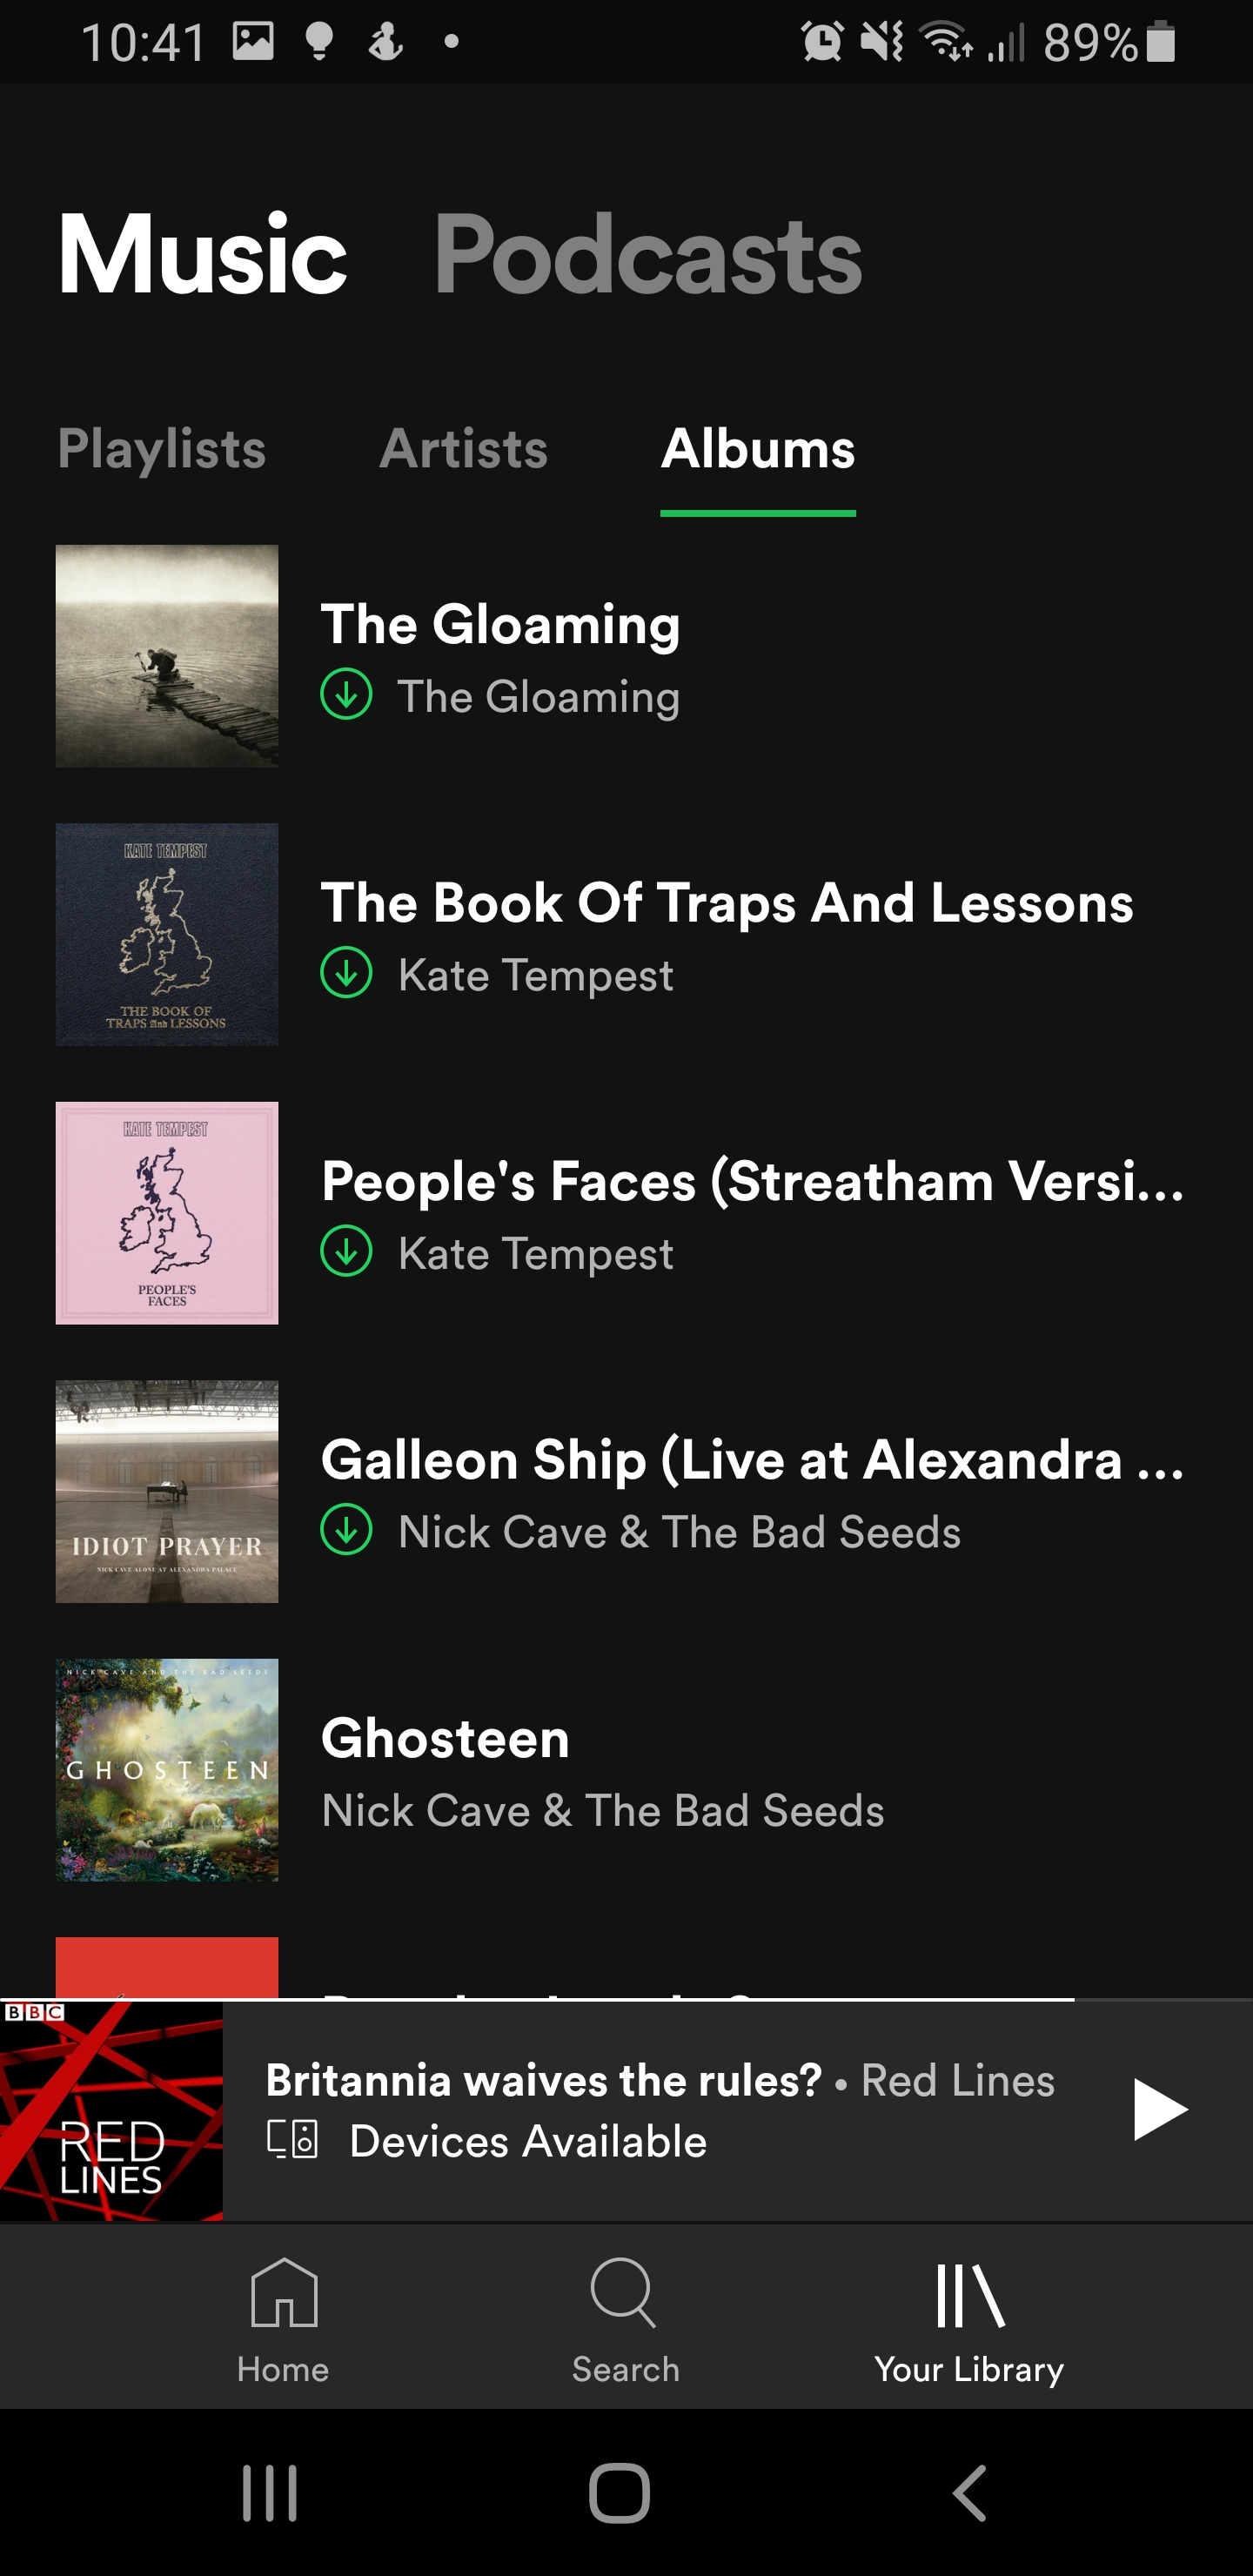 10:41
89%
Music Podcasts
Playlists Artists Albums
The Gloaming
The Gloaming
KATE TEMPEST
THE BOOK OF
TRAPS And LESSONS
The Book Of Traps And Lessons
Kate Tempest
KATE TEMPEST
PEOPLE'S
FACES
People's Faces (Streatham Versi...
Kate Tempest
IDIOT PRAYER
NICK CAVE ALONE AT ALEXANDRA PALACE
Galleon Ship (Live at Alexandra ...
Nick Cave & The Bad Seeds
NICK CAVE AND THE BAD SEEDS
GHOSTEEN
Ghosteen
Nick Cave & The Bad Seeds
BBC
RED
LINES
Britannia waives the rules? • Red Lines
Devices Available
Home Search Your Library